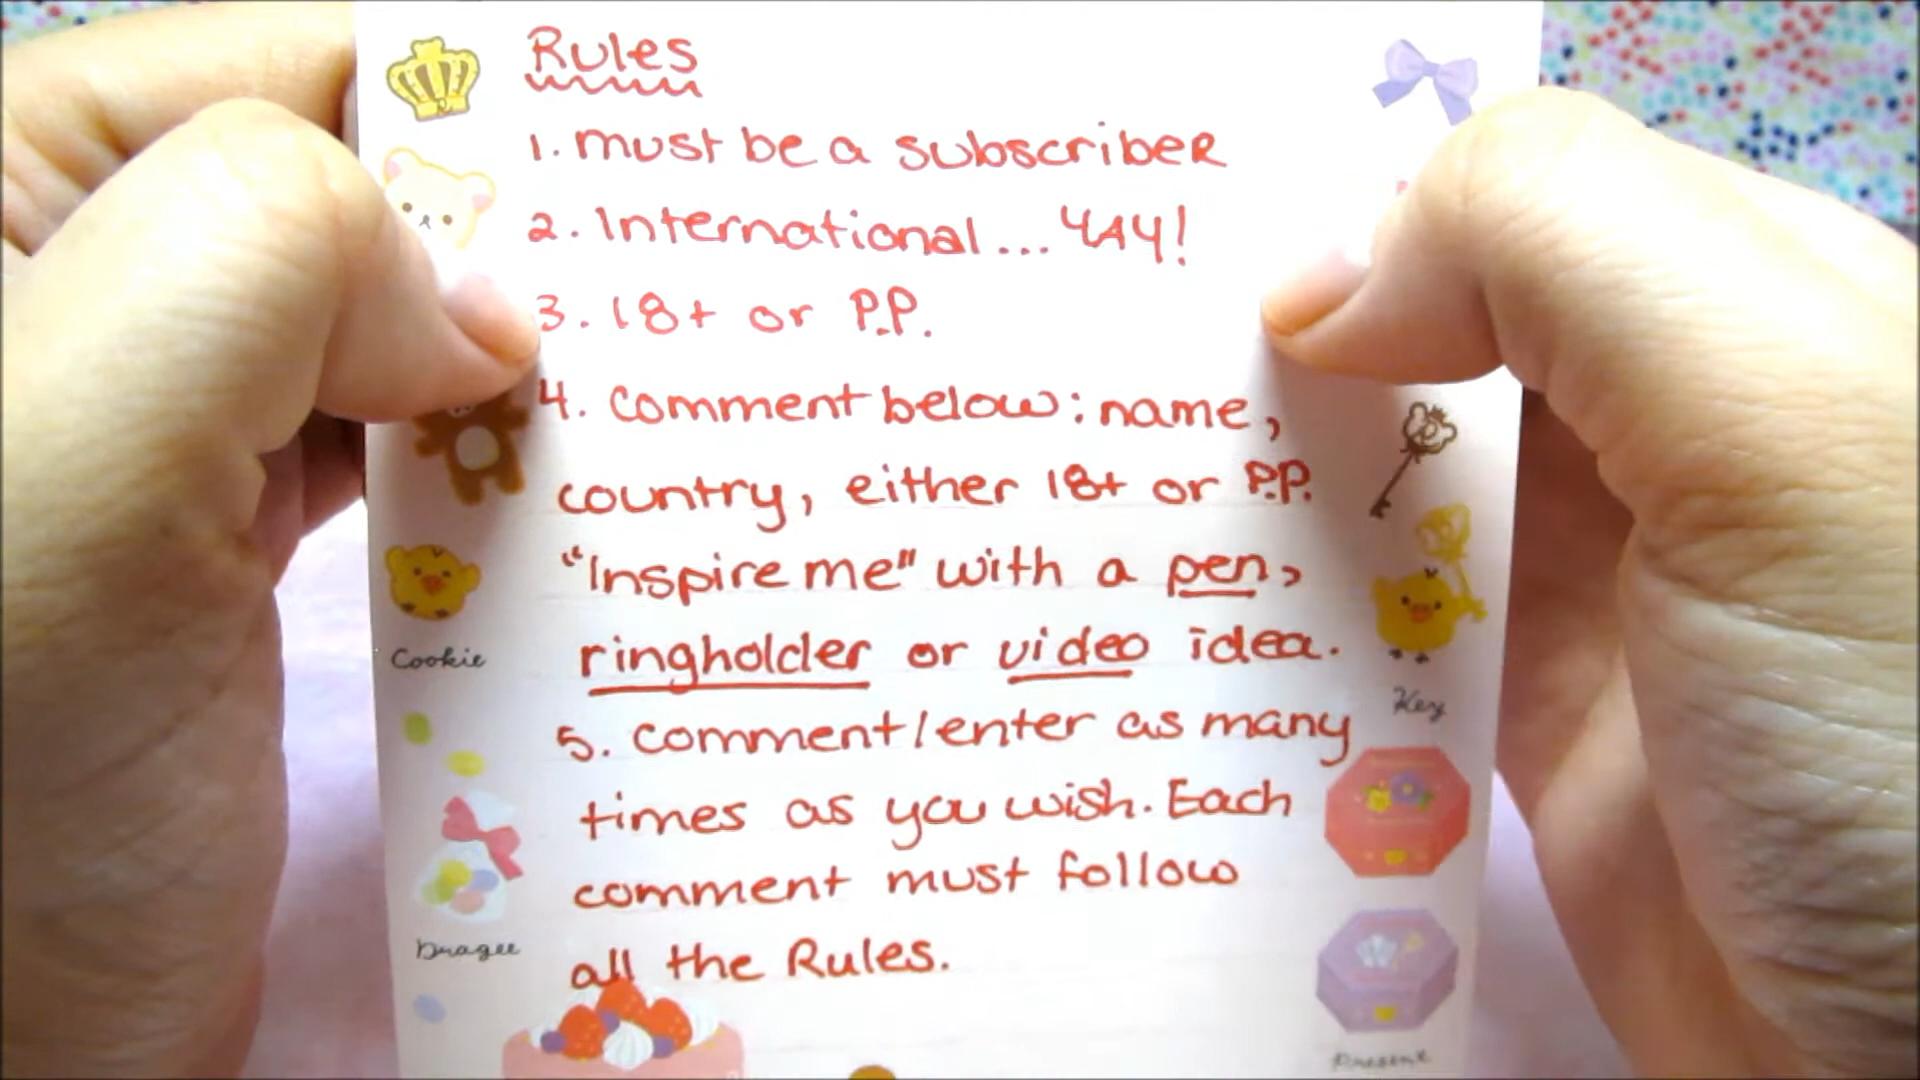 Rules
1. must be a subscriber
2. International... YAY!
3. 18+ or P.P.
4. Comment below: name,
country, either 18+ or P.P.
"Inspire me" with a pen,
ringholder or video idea.
5. Comment/enter as many
times as you wish. Each
comment must follow
all the Rules.
Cookie
Key
Dragee
Present